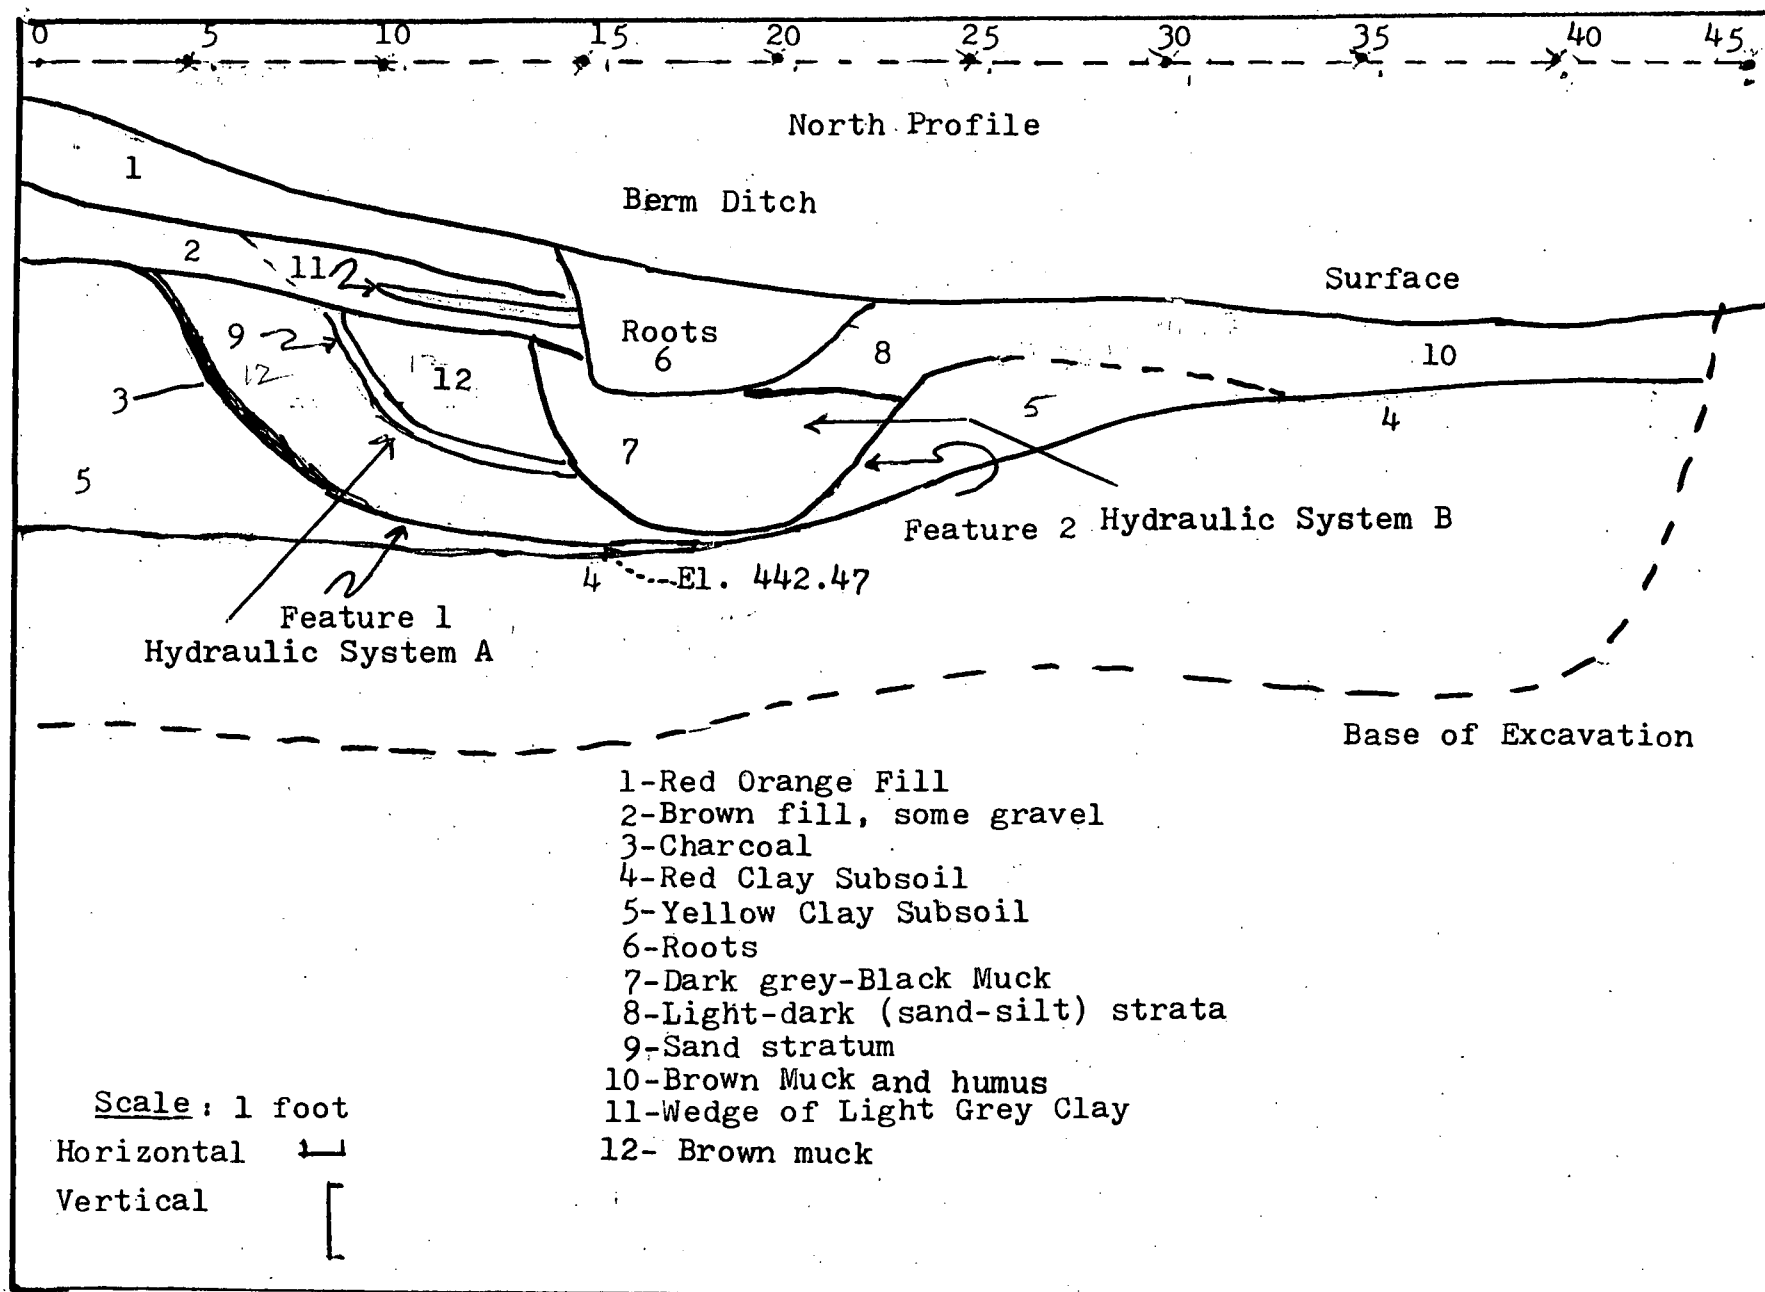 0 5 10 15 20 25 30 35 40 45
North Profile
1
Berm Ditch
2
11
Surface
9
Roots
6
8
10
12
12
3
5
4
7
5
Feature 2
Hydraulic System B
4
El. 442.47
Feature 1
Hydraulic System A
Base of Excavation
1-Red Orange Fill
2-Brown fill, some gravel
3-Charcoal
4-Red Clay Subsoil
5-Yellow Clay Subsoil
6-Roots
7-Dark grey-Black Muck
8-Light-dark (sand-silt) strata
9-Sand stratum
10-Brown Muck and humus
11-Wedge of Light Grey Clay
12- Brown muck
Scale: 1 foot
Horizontal
Vertical